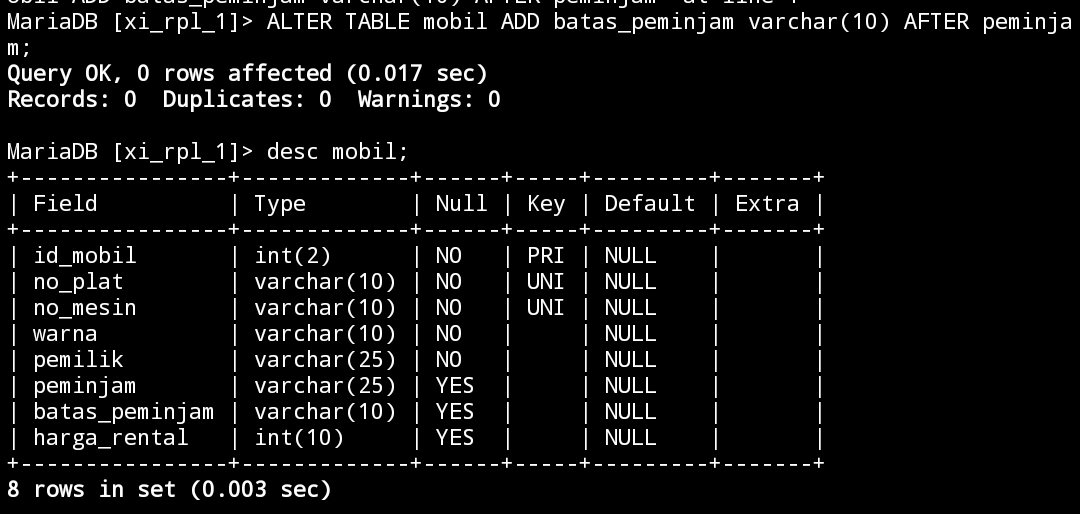 MariaDB [xi_rpl_1]> ALTER TABLE mobil ADD batas_peminjam varchar(10) AFTER peminja
m;
Query OK, 0 rows affected (0.017 sec)
Records: 0  Duplicates: 0  Warnings: 0

MariaDB [xi_rpl_1]> desc mobil;
+----------------+-------------+------+-----+---------+-------+
| Field          | Type        | Null | Key | Default | Extra |
+----------------+-------------+------+-----+---------+-------+
| id_mobil       | int(2)      | NO   | PRI | NULL    |       |
| no_plat        | varchar(10) | NO   | UNI | NULL    |       |
| no_mesin       | varchar(10) | NO   | UNI | NULL    |       |
| warna          | varchar(10) | NO   |     | NULL    |       |
| pemilik        | varchar(25) | NO   |     | NULL    |       |
| peminjam       | varchar(25) | YES  |     | NULL    |       |
| batas_peminjam | varchar(10) | YES  |     | NULL    |       |
| harga_rental   | int(10)     | YES  |     | NULL    |       |
+----------------+-------------+------+-----+---------+-------+
8 rows in set (0.003 sec)